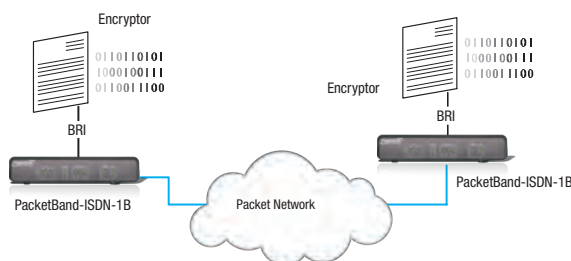 Encryptor
0110110101
1000100111
0110011100
BRI
PacketBand-ISDN-1B
Packet Network
Encryptor
0110110101
1000100111
0110011100
BRI
PacketBand-ISDN-1B